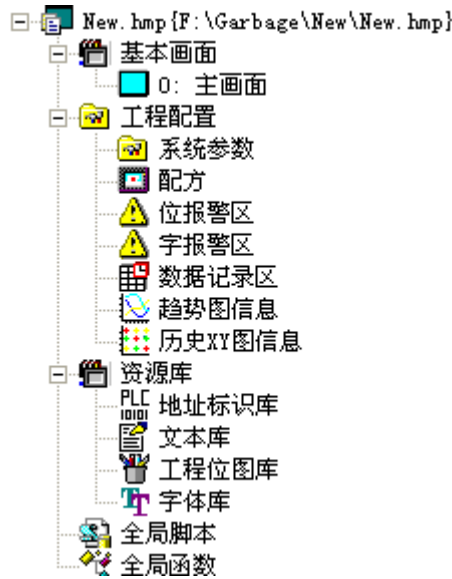 New.hmp{F:\Garbage\New\New.hmp}
基本画面
0: 主画面
工程配置
系统参数
配方
位报警区
字报警区
数据记录区
趋势图信息
历史XY图信息
资源库
PLC 地址标识库
文本库
工程位图库
字体库
全局脚本
全局函数